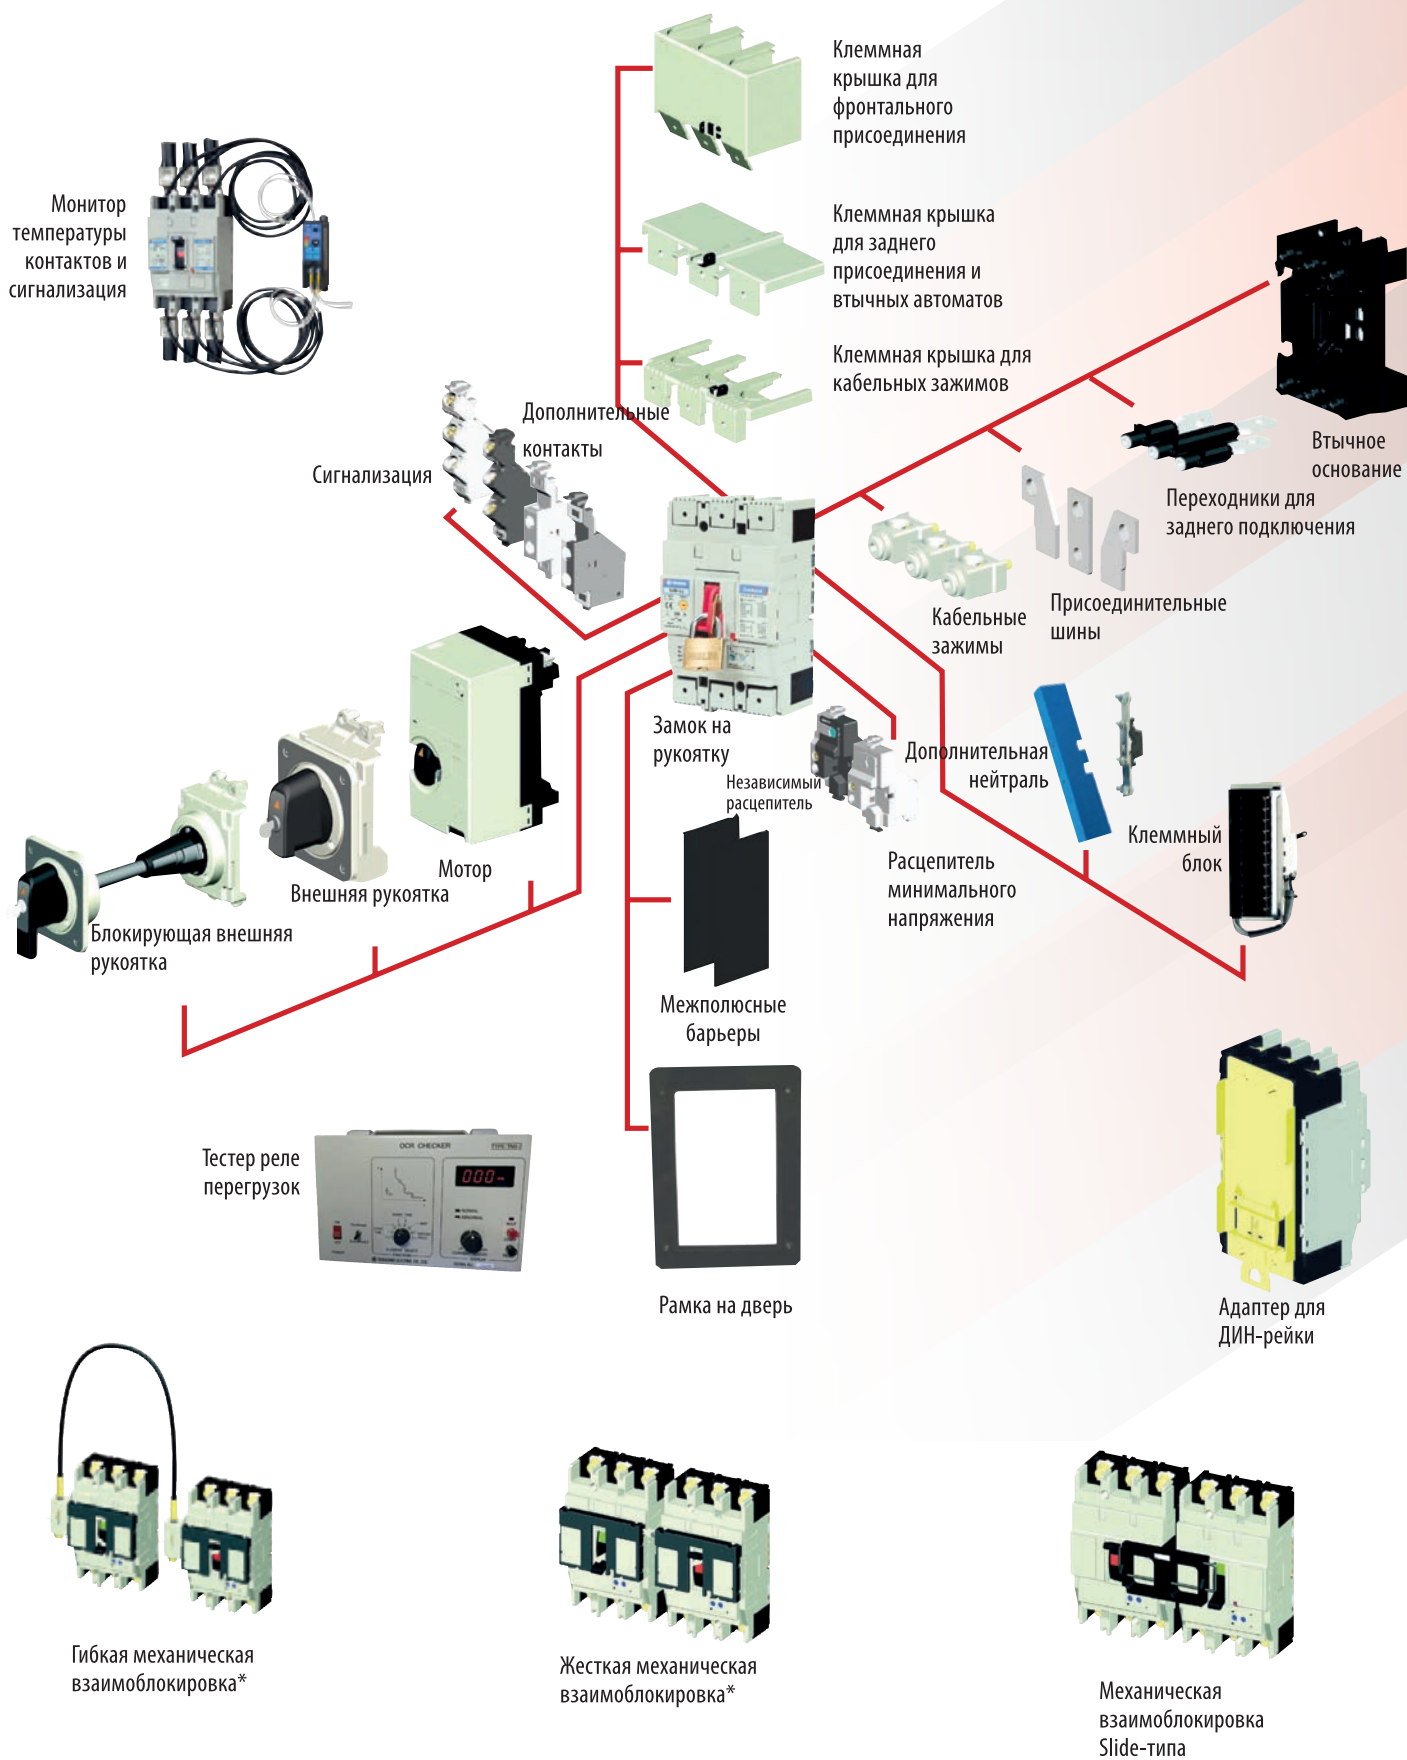 Клеммная
крышка для
фронтального
присоединения
Монитор
температуры
контактов и
сигнализация
Клеммная крышка
для заднего
присоединения и
втычных автоматов
Клеммная крышка для
кабельных зажимов
Дополнительные
контакты
Сигнализация
Втычное
основание
Переходники для
заднего подключения
Присоединительные
шины
Кабельные
зажимы
Замок на
рукоятку
Дополнительная
нейтраль
Независимый
расцепитель
Клеммный
блок
Расцепитель
минимального
напряжения
Мотор
Внешняя рукоятка
Блокирующая внешняя
рукоятка
Межполюсные
барьеры
OCR CHECKER
000
Тестер реле
перегрузок
Рамка на дверь
Адаптер для
ДИН-рейки
Гибкая механическая
взаимоблокировка*
Жесткая механическая
взаимоблокировка*
Механическая
взаимоблокировка
Slide-типа